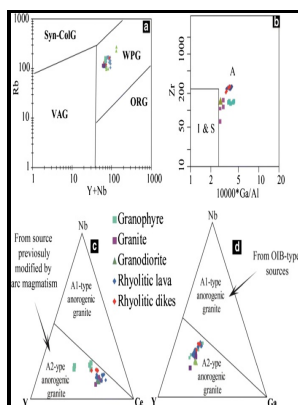 a
Syn-ColG
WPG
VAG
ORG
Rb
1000
100
10
1
1
10
100
1000
Y+Nb
b
A
I & S
Zr
1000
200
50
10
1
2
10
20
10000*Ga/Al
Granophyre
Granite
Granodiorite
Rhyolitic lava
Rhyolitic dikes
c
Nb
From source
previosuly
modified by
arc magmatism
A1-type
anorogenic
granite
A2-type
anorogenic
granite
Y
Ce
d
Nb
From OIB-type
sources
A1-type
anorogenic
granite
A2-type
anorogenic
granite
Y
Ga